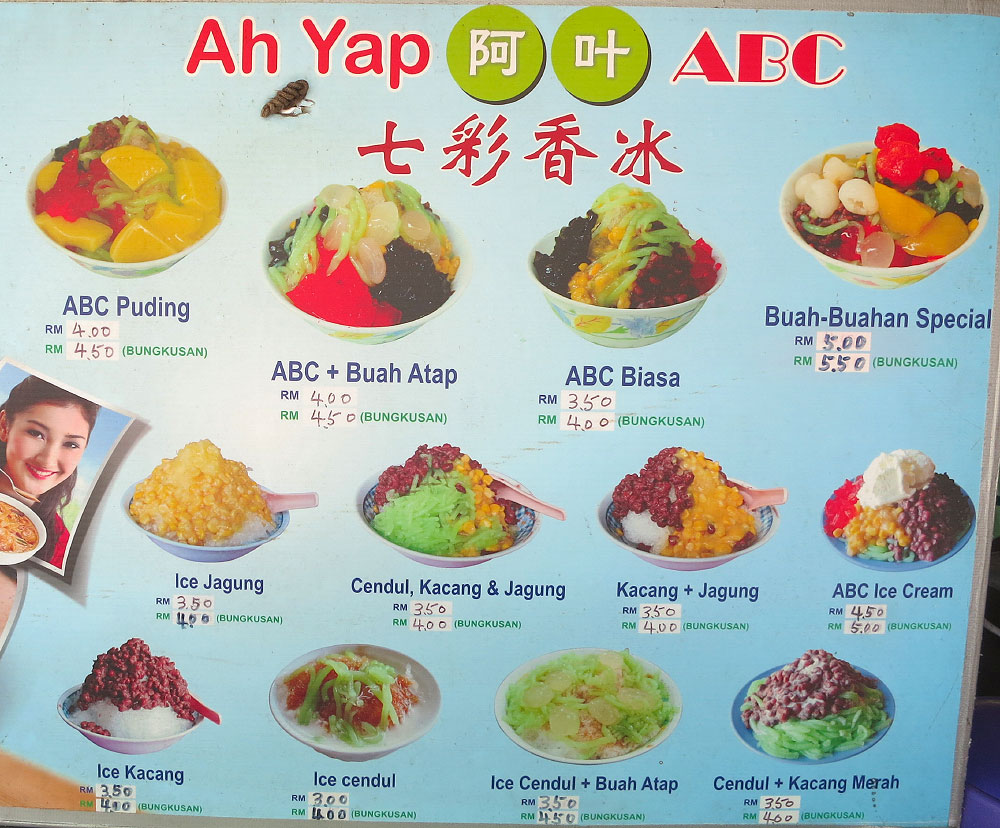 Ah Yap 阿叶 ABC
七彩香冰
ABC Puding
RM 4.00
RM 4.50 (BUNGKUSAN)
ABC + Buah Atap
RM 4.00
RM 4.50 (BUNGKUSAN)
ABC Biasa
RM 3.50
RM 4.00 (BUNGKUSAN)
Buah-Buahan Special
RM 5.00
RM 5.50 (BUNGKUSAN)
Ice Jagung
RM 3.50
RM 4.00 (BUNGKUSAN)
Cendul, Kacang & Jagung
RM 3.50
RM 4.00 (BUNGKUSAN)
Kacang + Jagung
RM 3.50
RM 4.00 (BUNGKUSAN)
ABC Ice Cream
RM 4.50
RM 5.00 (BUNGKUSAN)
Ice Kacang
RM 3.50
RM 4.00 (BUNGKUSAN)
Ice cendul
RM 3.00
RM 4.00 (BUNGKUSAN)
Ice Cendul + Buah Atap
RM 3.50
RM 4.50 (BUNGKUSAN)
Cendul + Kacang Merah
RM 3.50
RM 4.00 (BUNGKUSAN)